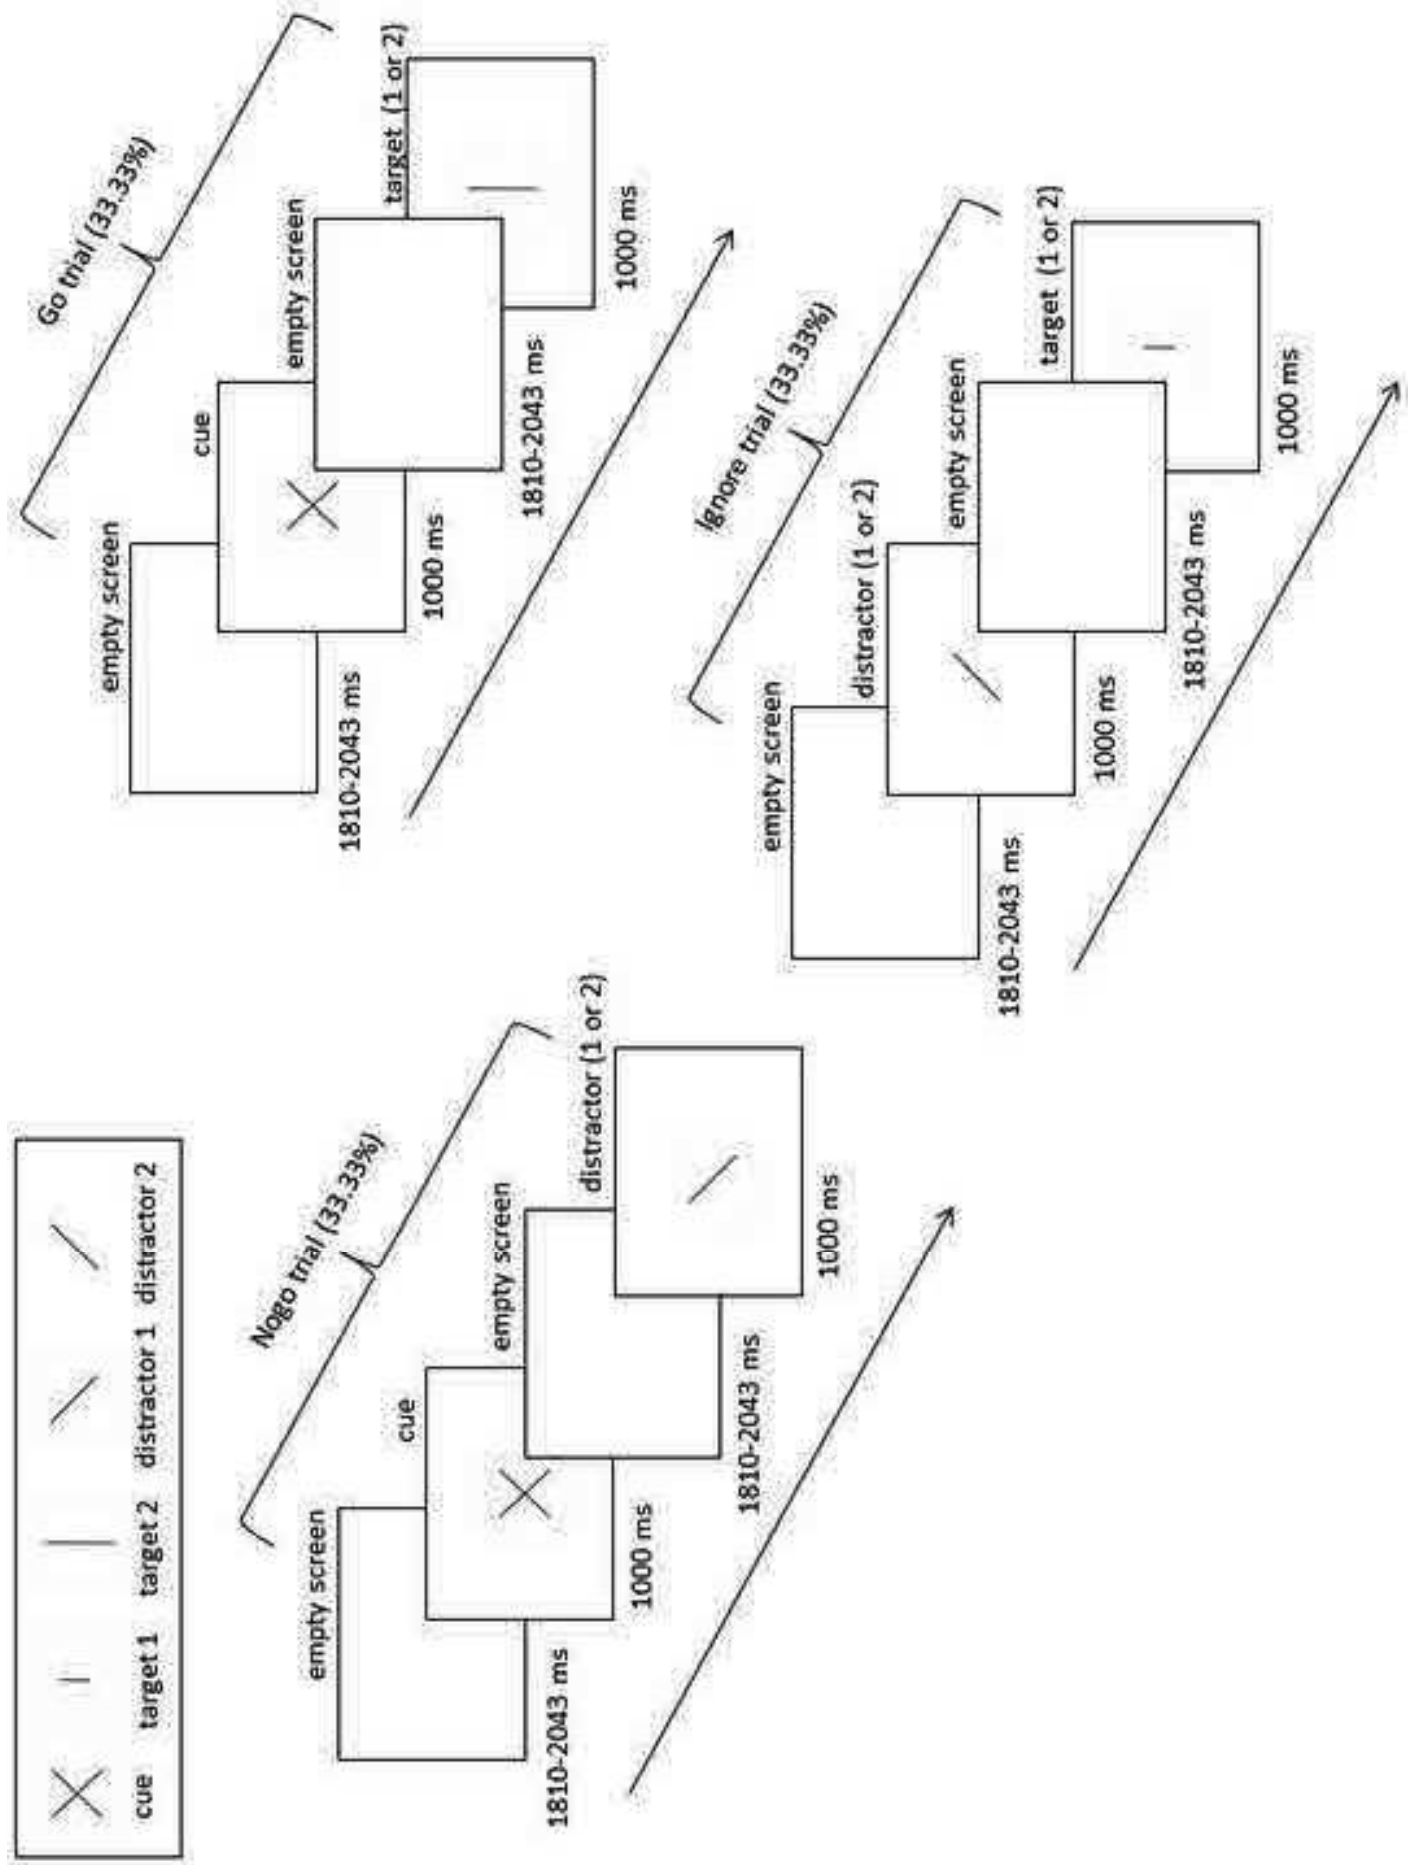 cue target 1 target 2 distractor 1 distractor 2
Nogo trial (33.33%)
empty screen
cue
empty screen
distractor (1 or 2)
1810-2043 ms
1000 ms
1810-2043 ms
1000 ms
Go trial (33.33%)
empty screen
cue
empty screen
target (1 or 2)
1810-2043 ms
1000 ms
1810-2043 ms
1000 ms
Ignore trial (33.33%)
empty screen
distractor (1 or 2)
empty screen
target (1 or 2)
1810-2043 ms
1000 ms
1810-2043 ms
1000 ms